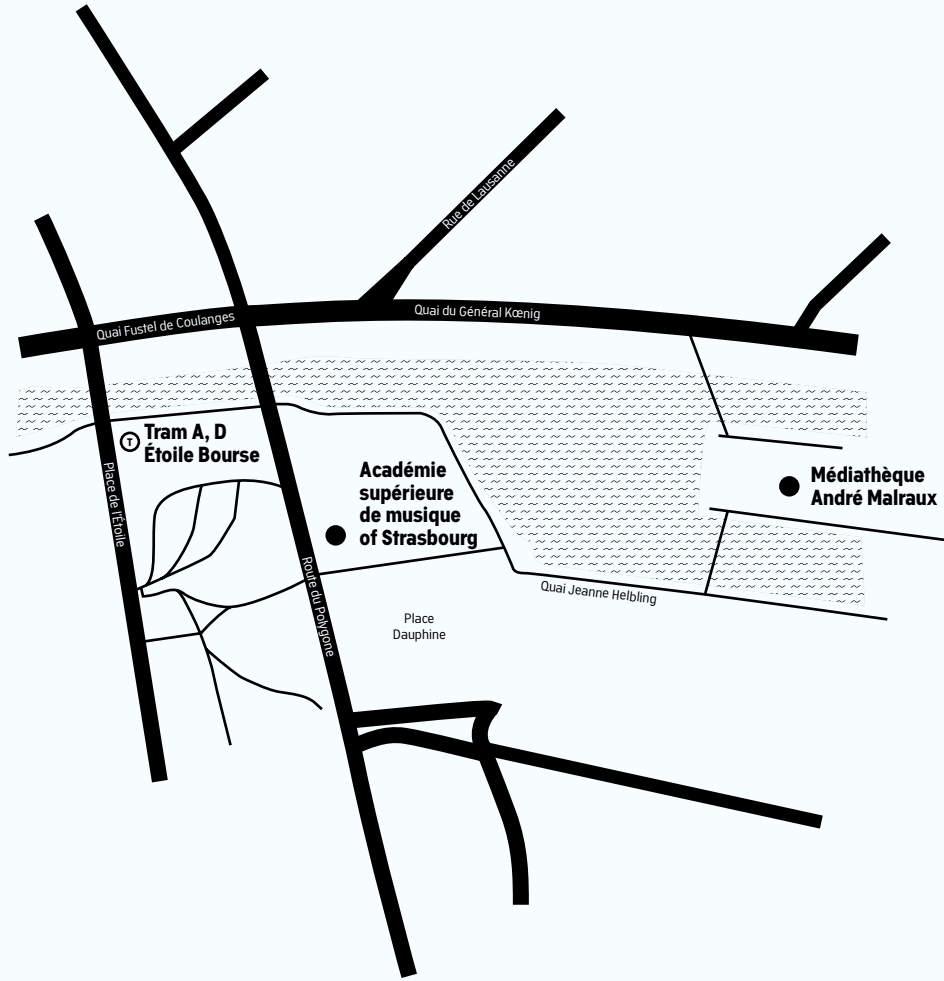 Rue de Lausanne
Quai Fustel de Coulanges
Quai du Général Kœnig
T
Tram A, D
Étoile Bourse
Place de l'Étoile
Académie
supérieure
de musique
of Strasbourg
Médiathèque
André Malraux
Route du Polygone
Quai Jeanne Helbling
Place
Dauphine